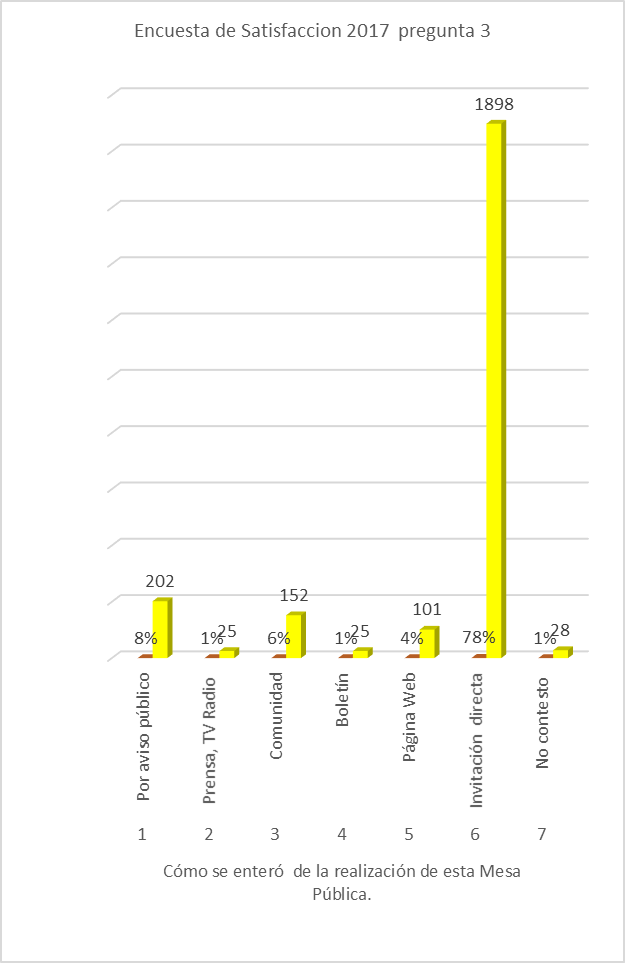 Encuesta de Satisfaccion 2017  pregunta 3
1898
202
152
101
8%
1%
25
6%
1%
25
4%
78%
1%
28
Por aviso público
Prensa, TV Radio
Comunidad
Boletín
Página Web
Invitación  directa
No contesto
1
2
3
4
5
6
7
Cómo se enteró  de la realización de esta Mesa
Pública.